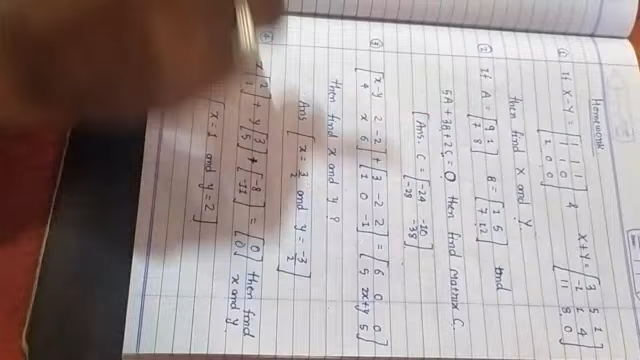 Homework
① If X-Y = [1 1 1
1 1 0
1 0 0] & X+Y = [3 5 1
-1 1 4
11 8 0]
then find X and Y.
② If A = [9 1
7 8] B = [1 5
7 12] and
5A + 3B + 2C = 0 then find Matrix C.
[Ans. C = [-24 -10
-28 -38]]
③ [x-y 2 -2
4 x 6] + [3 -2 2
1 0 -1] = [6 0 0
5 2x+y 5]
then find x and y ?
Ans [x = 3/2 and y = -3/2]
④ x[2
1] + y[3
5] + [-8
-11] = [0
0] then find
x and y.
[x = 1 and y = 2]